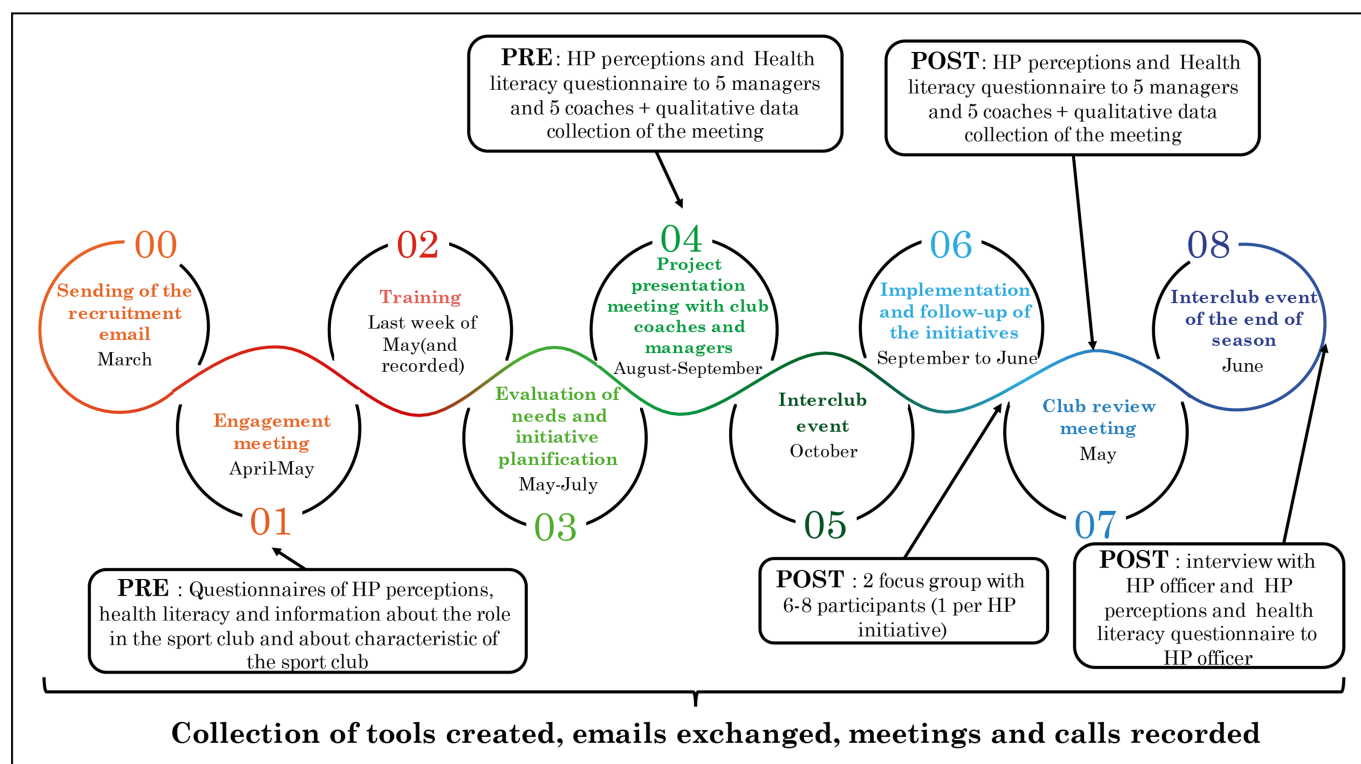 PRE : HP perceptions and Health
literacy questionnaire to 5 managers
and 5 coaches + qualitative data
collection of the meeting
POST : HP perceptions and Health
literacy questionnaire to 5 managers
and 5 coaches + qualitative data
collection of the meeting
00
Sending of the
recruitment
email
March
01
Engagement
meeting
April-May
02
Training
Last week of
May(and
recorded)
03
Evaluation of
needs and
initiative
planification
May-July
04
Project
presentation
meeting with club
coaches and
managers
August-September
05
Interclub
event
October
06
Implementation
and follow-up of
the initiatives
September to June
07
Club review
meeting
May
08
Interclub event
of the end of
season
June
PRE : Questionnaires of HP perceptions,
health literacy and information about the role
in the sport club and about characteristic of
the sport club
POST : 2 focus group with
6-8 participants (1 per HP
initiative)
POST : interview with
HP officer and HP
perceptions and health
literacy questionnaire to
HP officer
Collection of tools created, emails exchanged, meetings and calls recorded